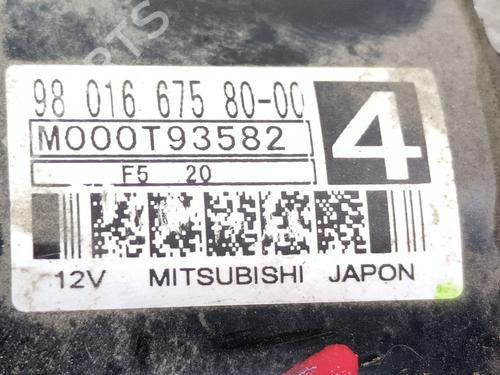 98 016 675 80-00
4
M000T93582
F5 20
12V MITSUBISHI JAPON